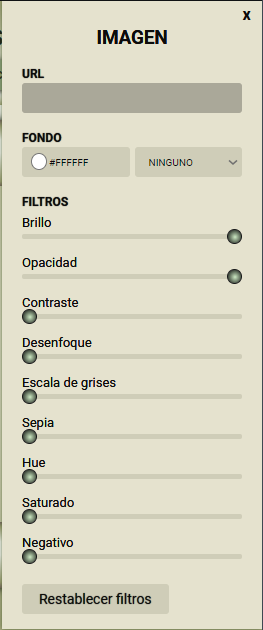 x
IMAGEN
URL
FONDO
#FFFFFF
NINGUNO
FILTROS
Brillo
Opacidad
Contraste
Desenfoque
Escala de grises
Sepia
Hue
Saturado
Negativo
Restablecer filtros